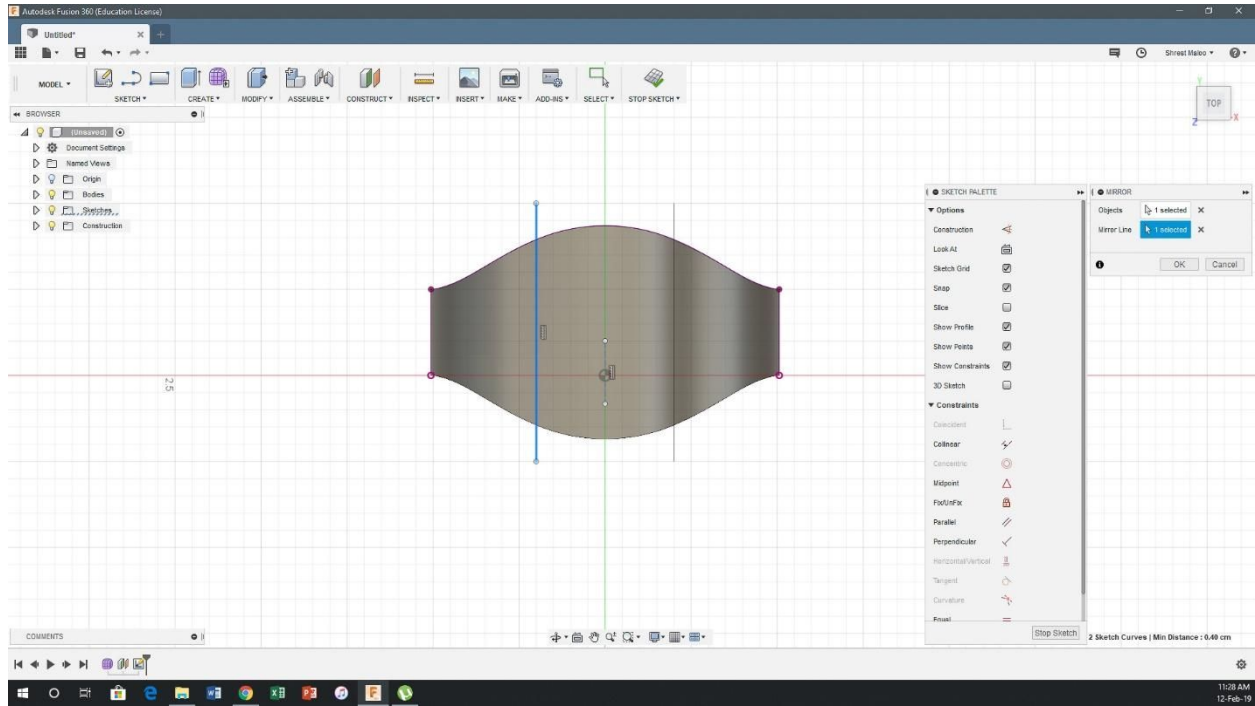 Autodesk Fusion 360 (Education License)
Untitled*
Shrest Maloo
MODEL
SKETCH
CREATE
MODIFY
ASSEMBLE
CONSTRUCT
INSPECT
INSERT
MAKE
ADD-INS
SELECT
STOP SKETCH
BROWSER
(Unsaved)
Document Settings
Named Views
Origin
Bodies
Sketches
Construction
TOP
Y
X
Z
2.5
SKETCH PALETTE
Options
Construction
Look At
Sketch Grid
Snap
Slice
Show Profile
Show Points
Show Constraints
3D Sketch
Constraints
Coincident
Collinear
Concentric
Midpoint
Fix/UnFix
Parallel
Perpendicular
Horizontal/Vertical
Tangent
Curvature
Equal
Stop Sketch
MIRROR
Objects 1 selected
Mirror Line 1 selected
OK Cancel
2 Sketch Curves | Min Distance : 0.40 cm
COMMENTS
11:28 AM
12-Feb-19